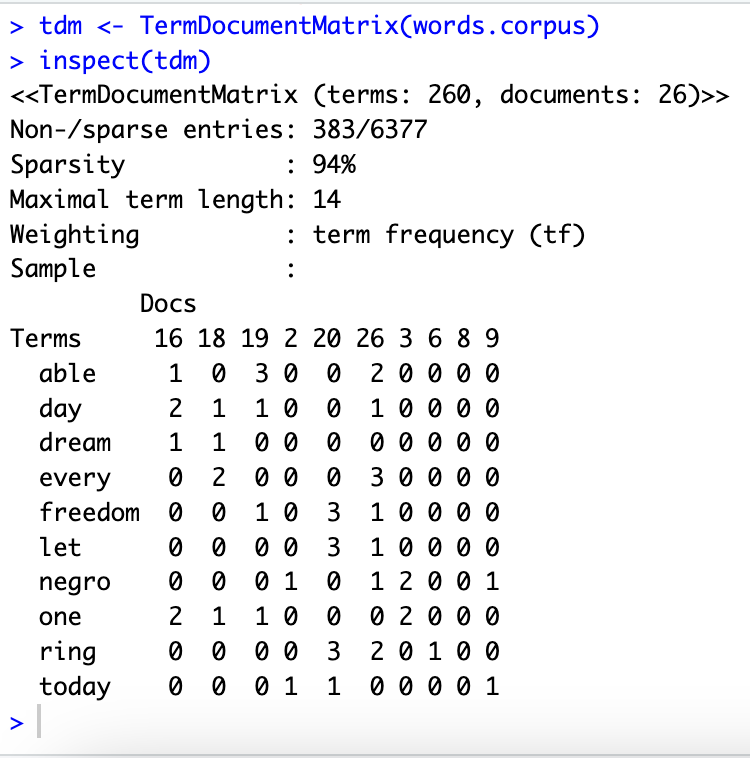 > tdm <- TermDocumentMatrix(words.corpus)
> inspect(tdm)
<<TermDocumentMatrix (terms: 260, documents: 26)>>
Non-/sparse entries: 383/6377
Sparsity           : 94%
Maximal term length: 14
Weighting          : term frequency (tf)
Sample             :
         Docs
Terms     16 18 19 2 20 26 3 6 8 9
  able     1  0  3 0  0  2 0 0 0 0
  day      2  1  1 0  0  1 0 0 0 0
  dream    1  1  0 0  0  0 0 0 0 0
  every    0  2  0 0  0  3 0 0 0 0
  freedom  0  0  1 0  3  1 0 0 0 0
  let      0  0  0 0  3  1 0 0 0 0
  negro    0  0  0 1  0  1 2 0 0 1
  one      2  1  1 0  0  0 2 0 0 0
  ring     0  0  0 0  3  2 0 1 0 0
  today    0  0  0 1  1  0 0 0 0 1
>